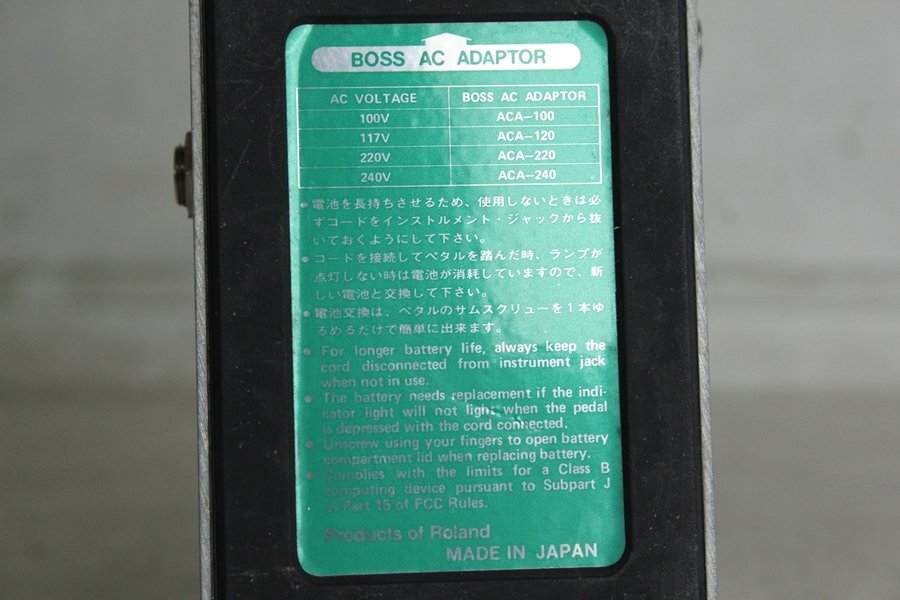 BOSS AC ADAPTOR
AC VOLTAGE BOSS AC ADAPTOR
100V ACA-100
117V ACA-120
220V ACA-220
240V ACA-240
●電池を長持ちさせるため、使用しないときは必
ずコードをインストルメント・ジャックから抜
いておくようにして下さい。
●コードを接続してペタルを踏んだ時、ランプが
点灯しない時は電池が消耗していますので、新
しい電池と交換して下さい。
●電池交換は、ペタルのサムスクリューを1本ゆ
るめるだけで簡単に出来ます。
● For longer battery life, always keep the
cord disconnected from instrument jack
when not in use.
● The battery needs replacement if the indi-
cator light will not light when the pedal
is depressed with the cord connected.
● Unscrew using your fingers to open battery
compartment lid when replacing battery.
● Complies with the limits for a Class B
computing device pursuant to Subpart J
of Part 15 of FCC Rules.
Products of Roland
MADE IN JAPAN